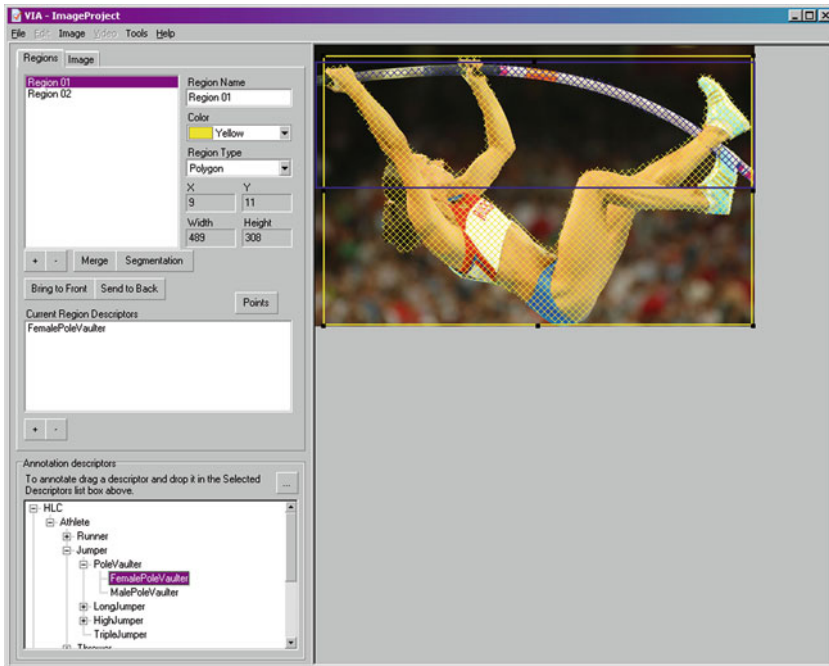 VIA - ImageProject
File Edit Image Video Tools Help
Regions Image
Region 01
Region 02
Region Name
Region 01
Color
Yellow
Region Type
Polygon
X Y
9 11
Width Height
489 308
+ - Merge Segmentation
Bring to Front Send to Back
Points
Current Region Descriptors
FemalePoleVaulter
+ -
Annotation descriptors
To annotate drag a descriptor and drop it in the Selected
Descriptors list box above.
...
HLC
Athlete
Runner
Jumper
PoleVaulter
FemalePoleVaulter
MalePoleVaulter
LongJumper
HighJumper
TripleJumper
Thrower